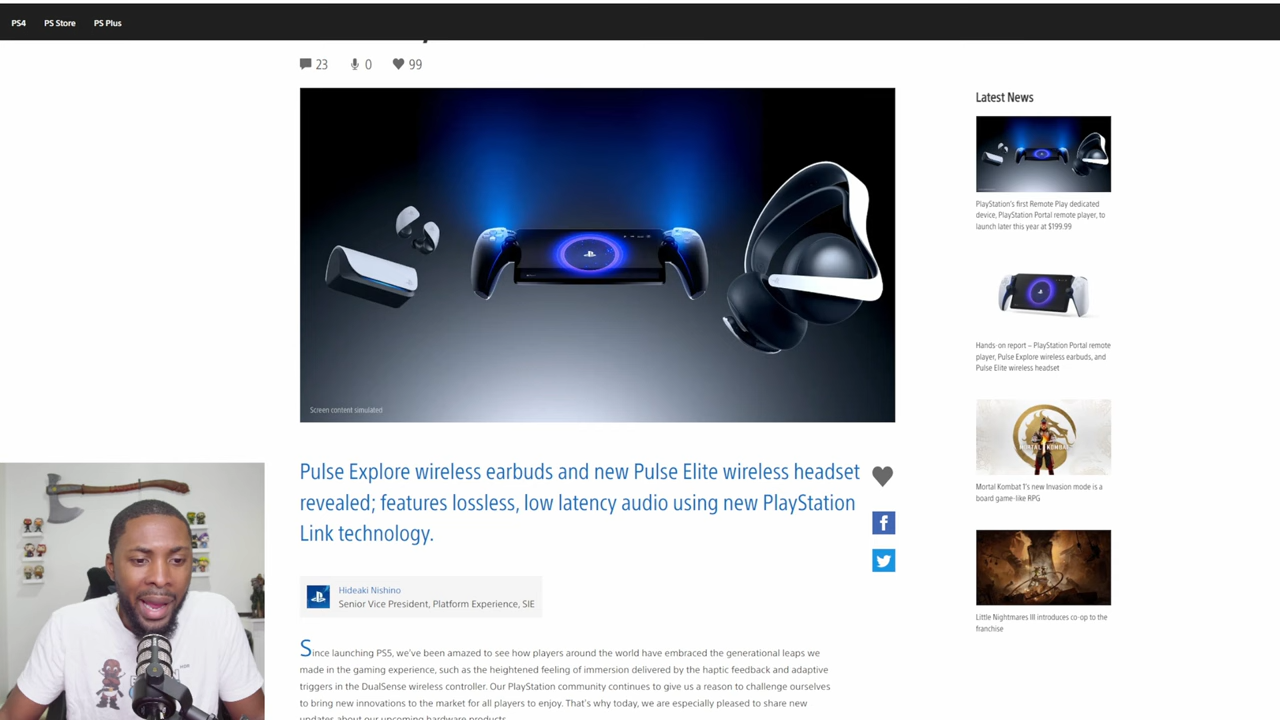 PS4 PS Store PS Plus
23 0 99
Screen content simulated
Pulse Explore wireless earbuds and new Pulse Elite wireless headset
revealed; features lossless, low latency audio using new PlayStation
Link technology.
Hideaki Nishino
Senior Vice President, Platform Experience, SIE
Since launching PS5, we've been amazed to see how players around the world have embraced the generational leaps we
made in the gaming experience, such as the heightened feeling of immersion delivered by the haptic feedback and adaptive
triggers in the DualSense wireless controller. Our PlayStation community continues to give us a reason to challenge ourselves
to bring new innovations to the market for all players to enjoy. That's why today, we are especially pleased to share new
updates about our upcoming hardware products.
Latest News
PlayStation's first Remote Play dedicated
device, PlayStation Portal remote player, to
launch later this year at $199.99
Hands-on report – PlayStation Portal remote
player, Pulse Explore wireless earbuds, and
Pulse Elite wireless headset
MORTAL KOMBAT
Mortal Kombat 1's new Invasion mode is a
board game-like RPG
Little Nightmares III introduces co-op to the
franchise